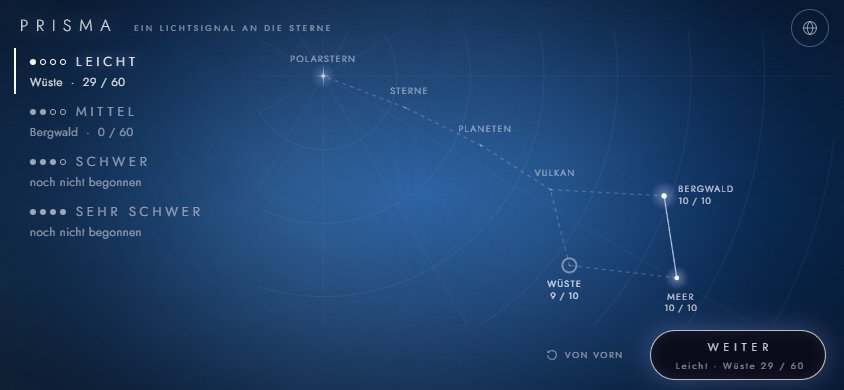 PRISMA EIN LICHTSIGNAL AN DIE STERNE
LEICHT
Wüste · 29 / 60
MITTEL
Bergwald · 0 / 60
SCHWER
noch nicht begonnen
SEHR SCHWER
noch nicht begonnen
POLARSTERN
STERNE
PLANETEN
VULKAN
BERGWALD
10 / 10
WÜSTE
9 / 10
MEER
10 / 10
VON VORN
WEITER
Leicht · Wüste 29 / 60